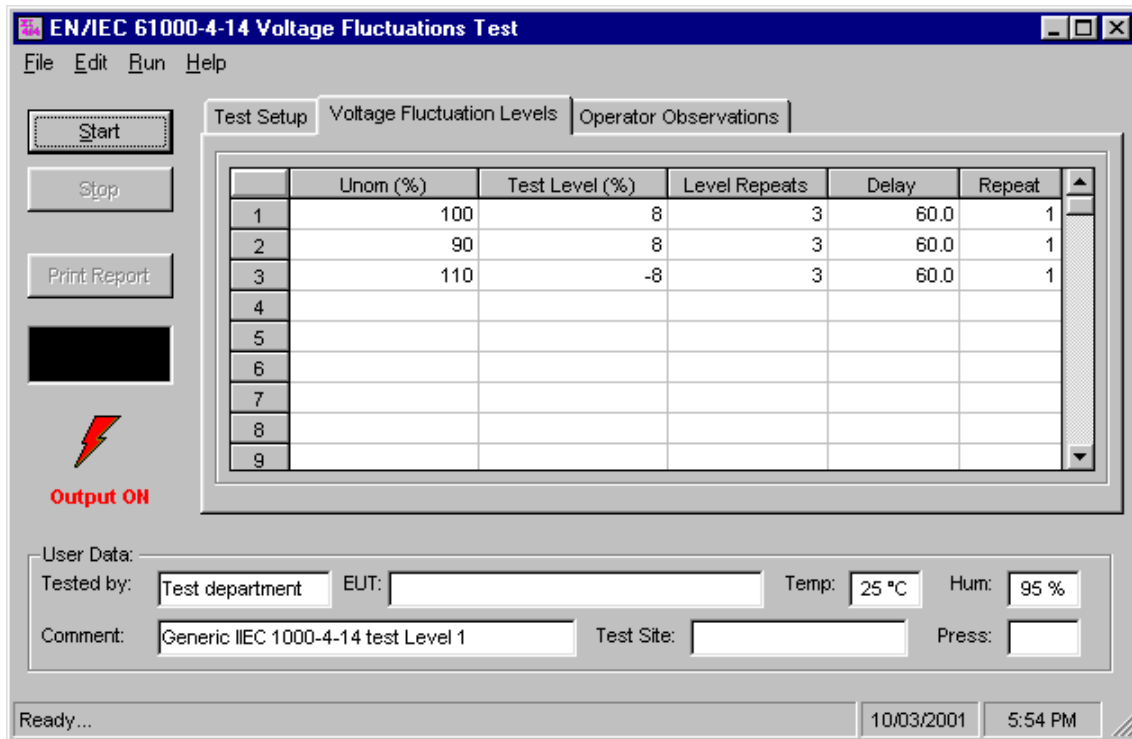 EN/IEC 61000-4-14 Voltage Fluctuations Test
File Edit Run Help
Start
Stop
Print Report
Output ON
Test Setup Voltage Fluctuation Levels Operator Observations
Unom (%) Test Level (%) Level Repeats Delay Repeat
1 100 8 3 60.0 1
2 90 8 3 60.0 1
3 110 -8 3 60.0 1
4
5
6
7
8
9
User Data:
Tested by: Test department EUT: Temp: 25 °C Hum: 95 %
Comment: Generic IIEC 1000-4-14 test Level 1 Test Site: Press:
Ready... 10/03/2001 5:54 PM